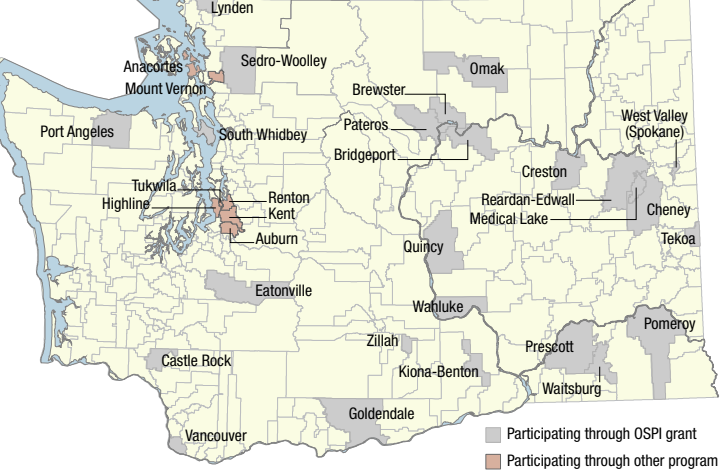 Lynden
Anacortes
Sedro-Woolley
Mount Vernon
Omak
Brewster
Port Angeles
South Whidbey
Pateros
West Valley
(Spokane)
Bridgeport
Creston
Tukwila
Renton
Reardan-Edwall
Highline
Kent
Medical Lake
Cheney
Auburn
Quincy
Tekoa
Eatonville
Wahluke
Zillah
Prescott
Pomeroy
Castle Rock
Kiona-Benton
Waitsburg
Goldendale
Vancouver
Participating through OSPI grant
Participating through other program